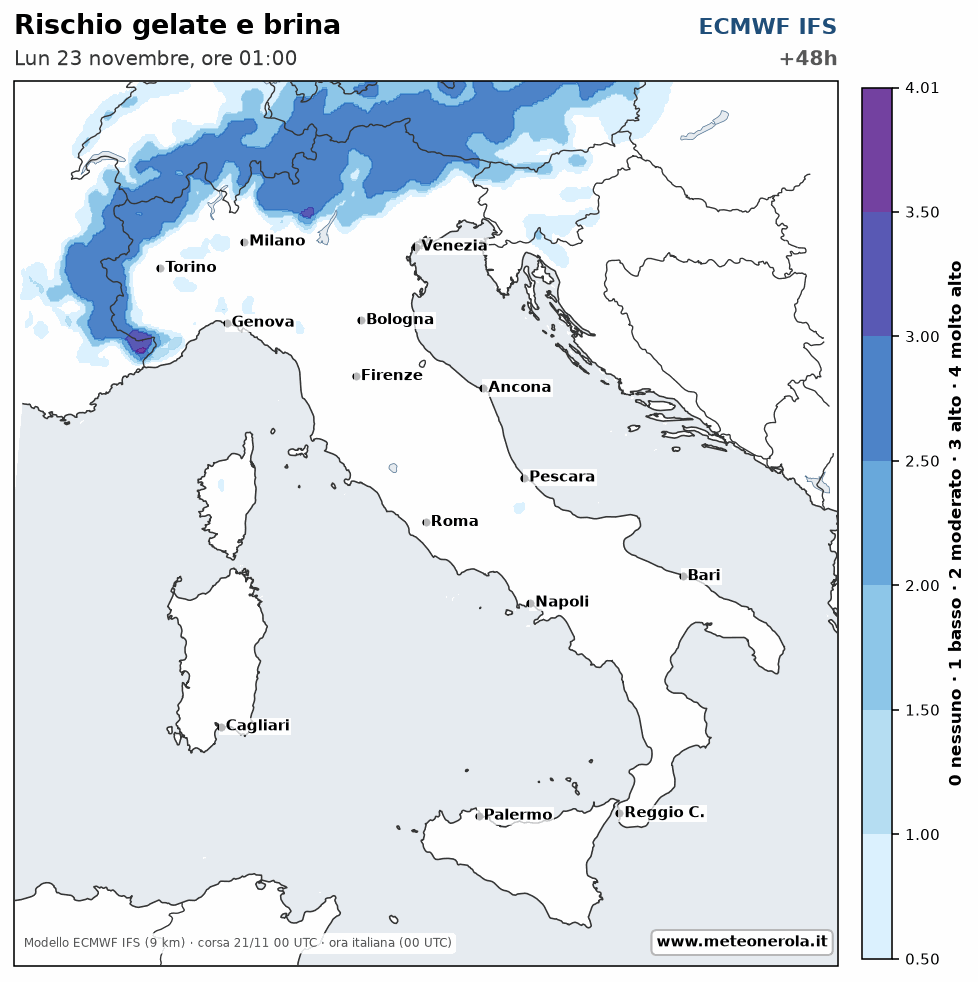 Rischio gelate e brina
ECMWF IFS
Lun 23 novembre, ore 01:00
+48h
Milano
Venezia
Torino
Genova
Bologna
Firenze
Ancona
Pescara
Roma
Bari
Napoli
Cagliari
Palermo
Reggio C.
Modello ECMWF IFS (9 km) · corsa 21/11 00 UTC · ora italiana (00 UTC)
www.meteonerola.it
4.01
3.50
3.00
2.50
2.00
1.50
1.00
0.50
0 nessuno · 1 basso · 2 moderato · 3 alto · 4 molto alto